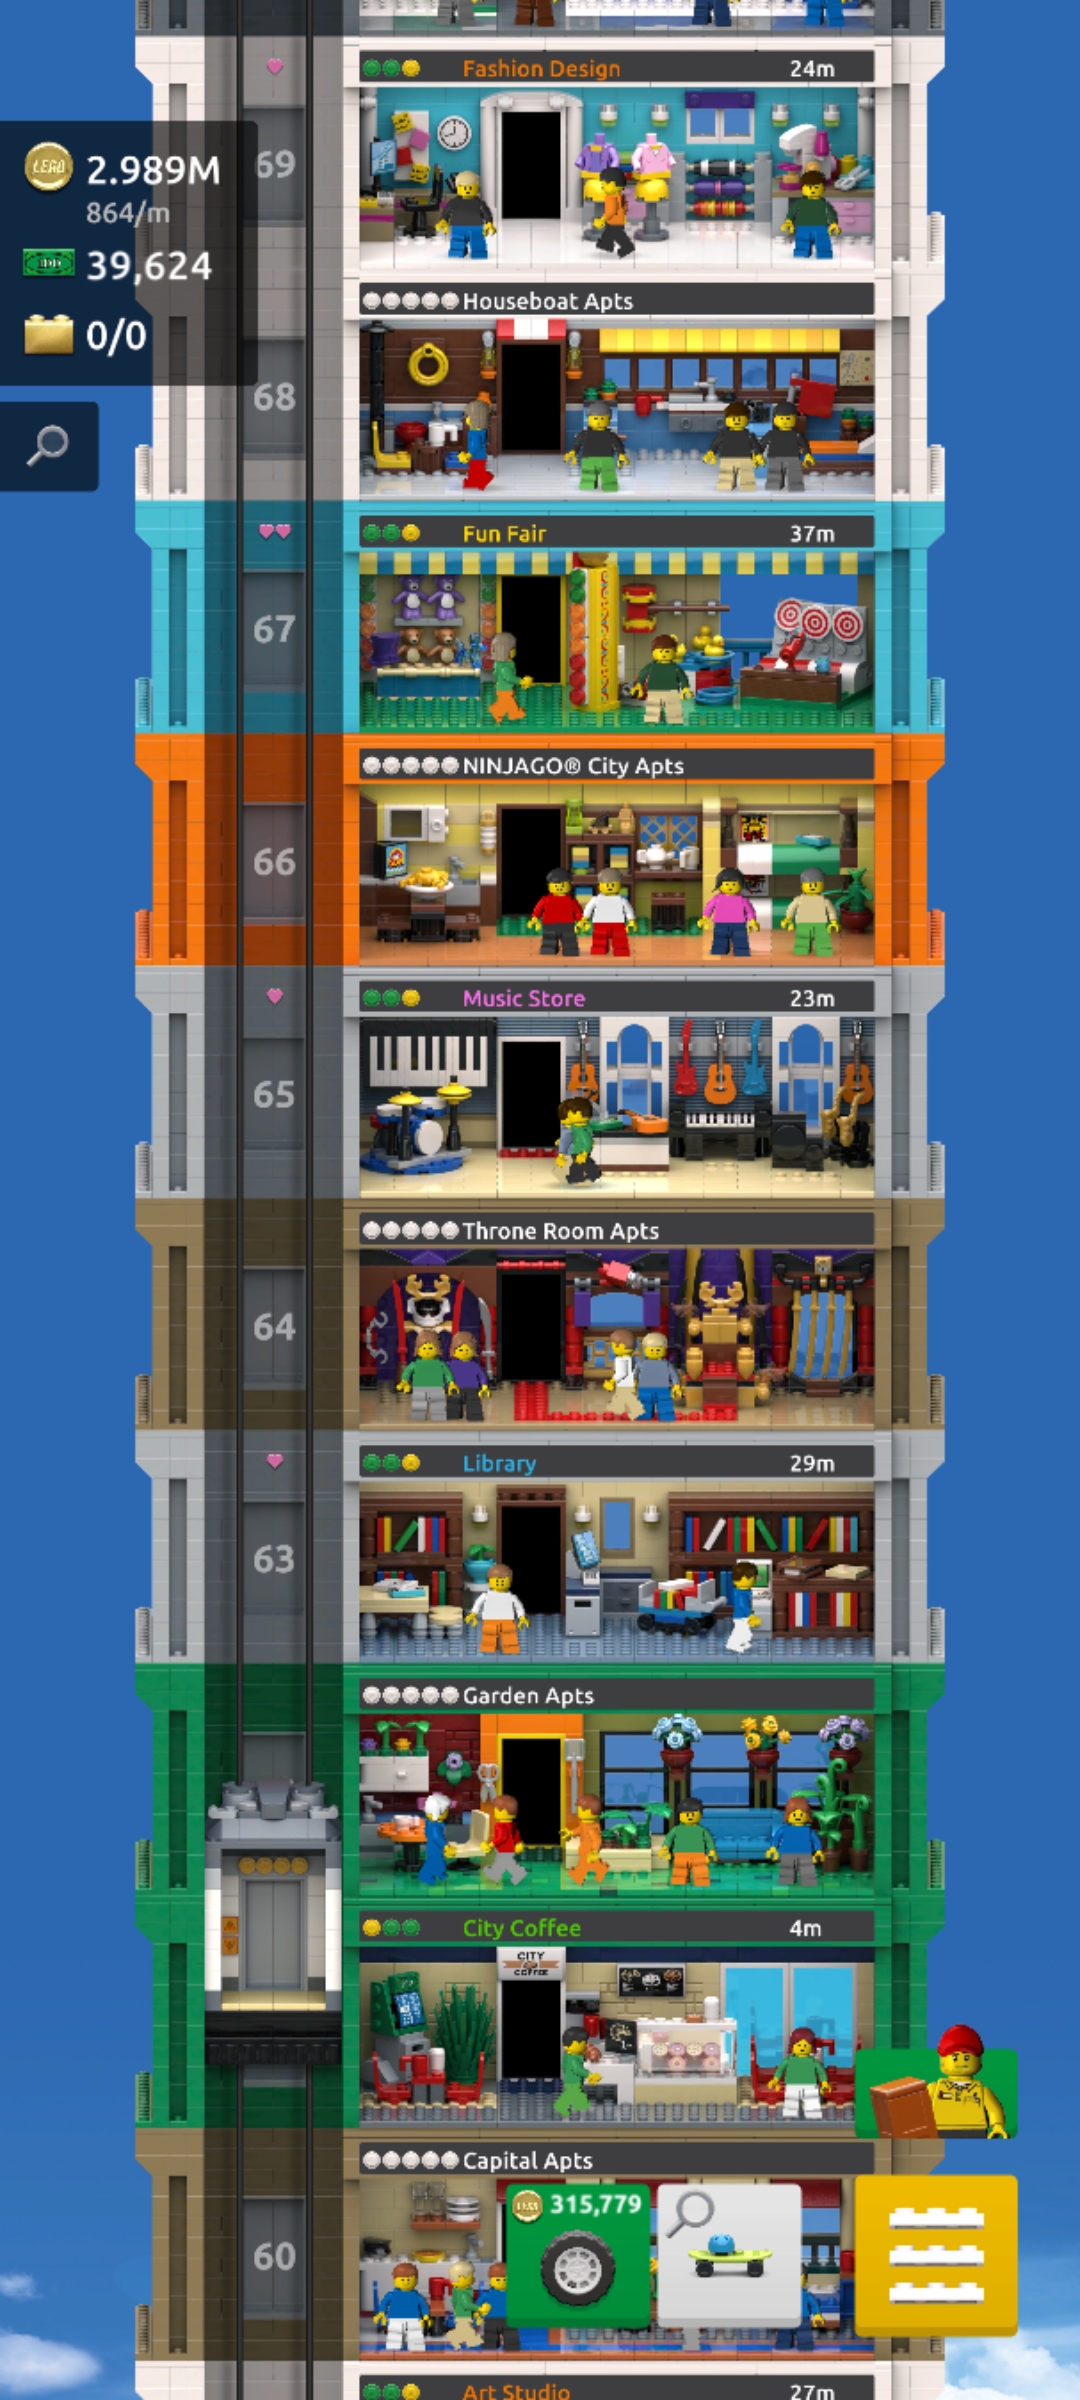 Fashion Design 24m
LEGO 2.989M
69
864/m
39,624
Houseboat Apts
0/0
68
Fun Fair 37m
67
NINJAGO® City Apts
66
Music Store 23m
65
Throne Room Apts
64
Library 29m
63
Garden Apts
City Coffee 4m
CITY
COFFEE
Capital Apts
315,779
60
Art Studio 27m